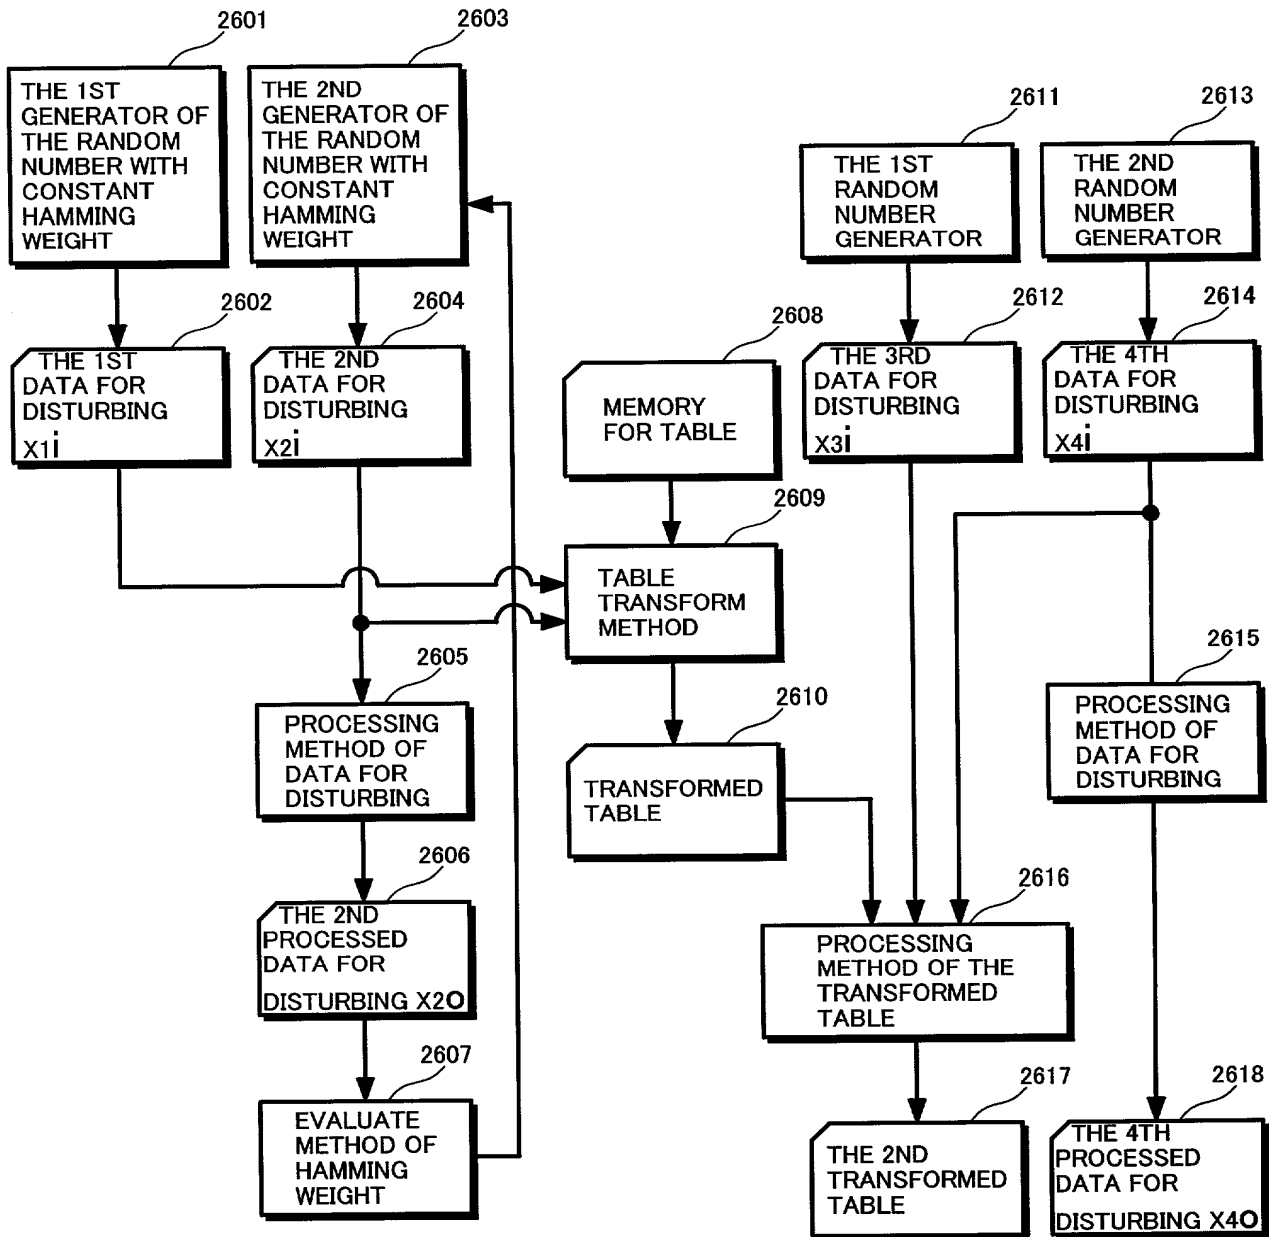 2601
THE 1ST
GENERATOR OF
THE RANDOM
NUMBER WITH
CONSTANT
HAMMING
WEIGHT
2603
THE 2ND
GENERATOR OF
THE RANDOM
NUMBER WITH
CONSTANT
HAMMING
WEIGHT
2611
THE 1ST
RANDOM
NUMBER
GENERATOR
2613
THE 2ND
RANDOM
NUMBER
GENERATOR
2602
THE 1ST
DATA FOR
DISTURBING
X1i
2604
THE 2ND
DATA FOR
DISTURBING
X2i
2608
MEMORY
FOR TABLE
2612
THE 3RD
DATA FOR
DISTURBING
X3i
2614
THE 4TH
DATA FOR
DISTURBING
X4i
2609
TABLE
TRANSFORM
METHOD
2605
PROCESSING
METHOD OF
DATA FOR
DISTURBING
2610
TRANSFORMED
TABLE
2615
PROCESSING
METHOD OF
DATA FOR
DISTURBING
2606
THE 2ND
PROCESSED
DATA FOR
DISTURBING X2O
2616
PROCESSING
METHOD OF THE
TRANSFORMED
TABLE
2607
EVALUATE
METHOD OF
HAMMING
WEIGHT
2617
THE 2ND
TRANSFORMED
TABLE
2618
THE 4TH
PROCESSED
DATA FOR
DISTURBING X4O